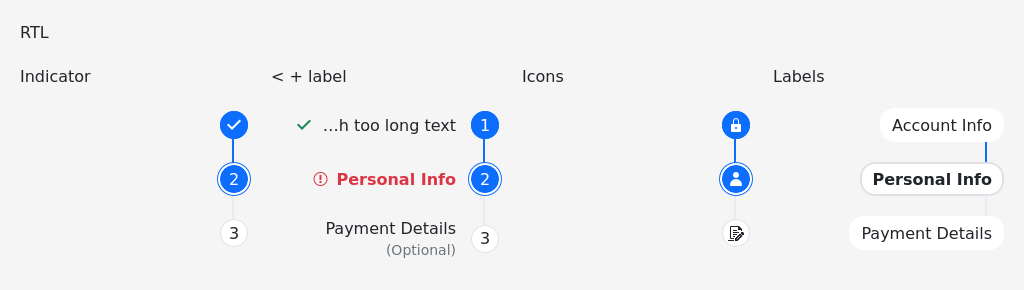 RTL
Indicator
< + label
Icons
Labels
2
3
...h too long text
1
Personal Info
2
Payment Details
(Optional)
3
Account Info
Personal Info
Payment Details